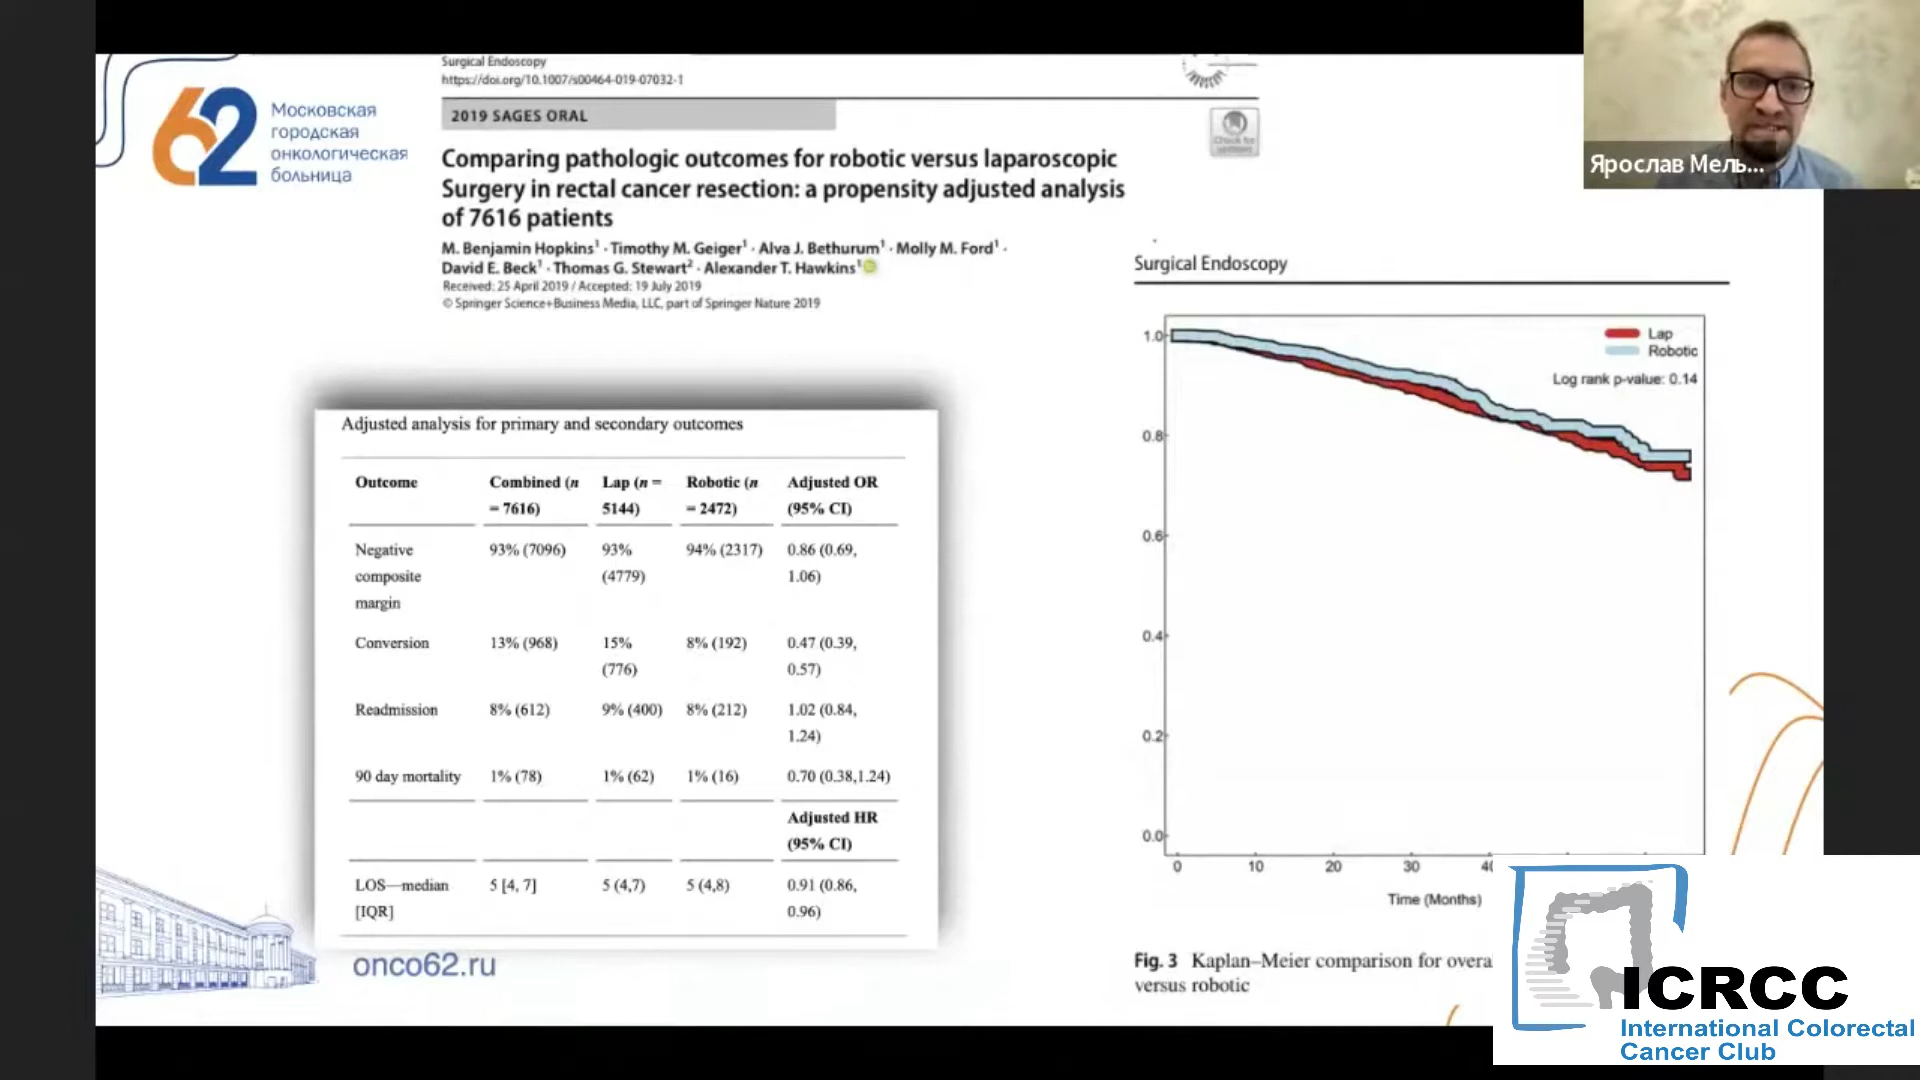 Surgical Endoscopy
https://doi.org/10.1007/s00464-019-07032-1
2019 SAGES ORAL
Check for
updates
62
Московская
городская
онкологическая
больница
Comparing pathologic outcomes for robotic versus laparoscopic
Surgery in rectal cancer resection: a propensity adjusted analysis
of 7616 patients
M. Benjamin Hopkins1 · Timothy M. Geiger1 · Alva J. Bethurum1 · Molly M. Ford1 ·
David E. Beck1 · Thomas G. Stewart2 · Alexander T. Hawkins1
Received: 25 April 2019 / Accepted: 19 July 2019
© Springer Science+Business Media, LLC, part of Springer Nature 2019
Ярослав Мель...
Adjusted analysis for primary and secondary outcomes
Outcome Combined (n = 7616) Lap (n = 5144) Robotic (n = 2472) Adjusted OR (95% CI)
Negative composite margin 93% (7096) 93% (4779) 94% (2317) 0.86 (0.69, 1.06)
Conversion 13% (968) 15% (776) 8% (192) 0.47 (0.39, 0.57)
Readmission 8% (612) 9% (400) 8% (212) 1.02 (0.84, 1.24)
90 day mortality 1% (78) 1% (62) 1% (16) 0.70 (0.38,1.24)
Adjusted HR (95% CI)
LOS—median [IQR] 5 [4, 7] 5 (4,7) 5 (4,8) 0.91 (0.86, 0.96)
onco62.ru
Surgical Endoscopy
Lap
Robotic
Log rank p-value: 0.14
1.0
0.8
0.6
0.4
0.2
0.0
0 10 20 30
Time (Months)
Fig. 3 Kaplan–Meier comparison for
versus robotic
ICRCC
International Colorectal
Cancer Club